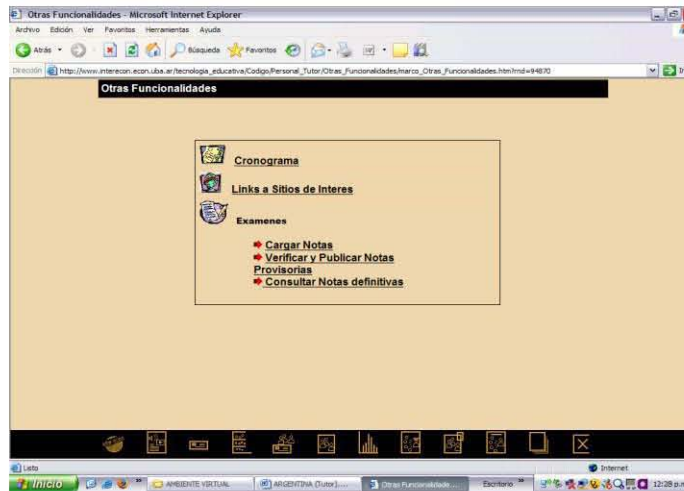 Otras Funcionalidades - Microsoft Internet Explorer
Archivo Edición Ver Favoritos Herramientas Ayuda
Atrás Búsqueda Favoritos
Dirección http://www.interecon.econ.uba.ar/tecnologia_educativa/Codigo/Personal_Tutor/Otras_Funcionalidades/marco_Otras_Funcionalidades.htm?rnd=94870
Otras Funcionalidades
Cronograma
Links a Sitios de Interes
Examenes
Cargar Notas
Verificar y Publicar Notas
Provisorias
Consultar Notas definitivas
Listo Internet
Inicio AMBIENTE VIRTUAL ARGENTINA (Tutor).... Otras Funcionalidade... Escritorio 12:28 p.m.